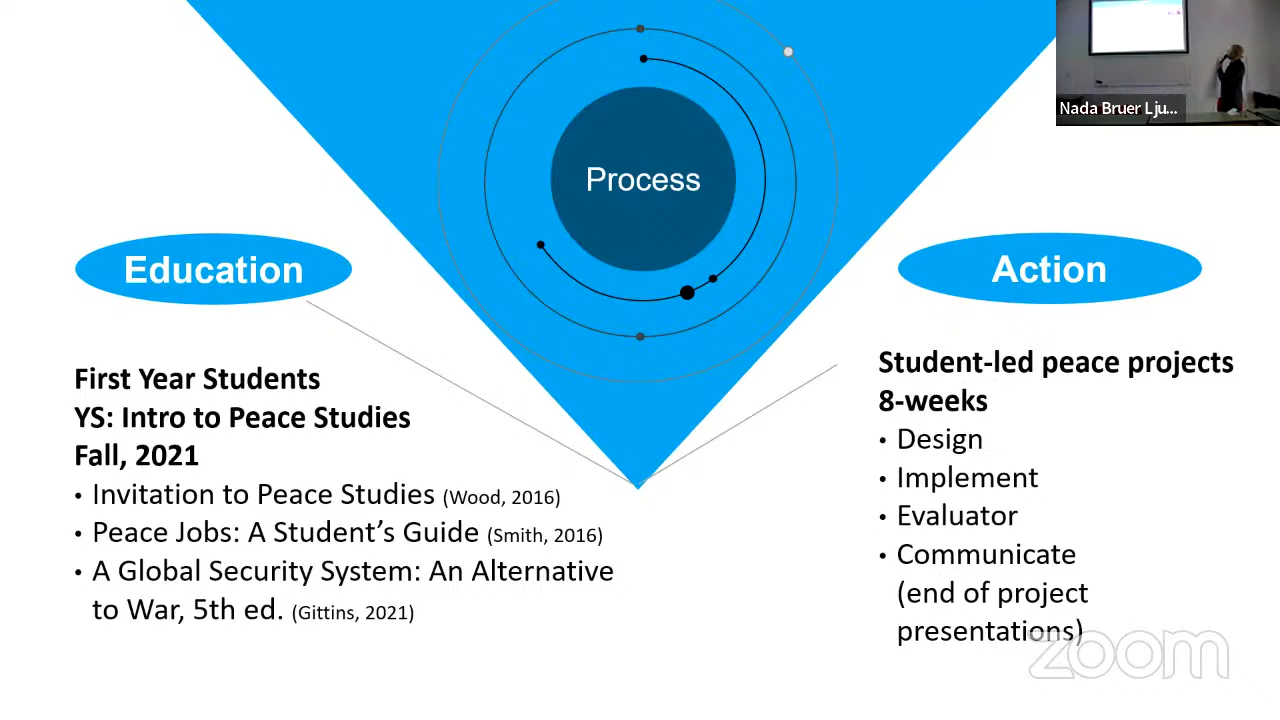 Process
Nada Bruer Lju...
Education
First Year Students
YS: Intro to Peace Studies
Fall, 2021
• Invitation to Peace Studies (Wood, 2016)
• Peace Jobs: A Student’s Guide (Smith, 2016)
• A Global Security System: An Alternative
to War, 5th ed. (Gittins, 2021)
Action
Student-led peace projects
8-weeks
• Design
• Implement
• Evaluator
• Communicate
(end of project
presentations)
zoom